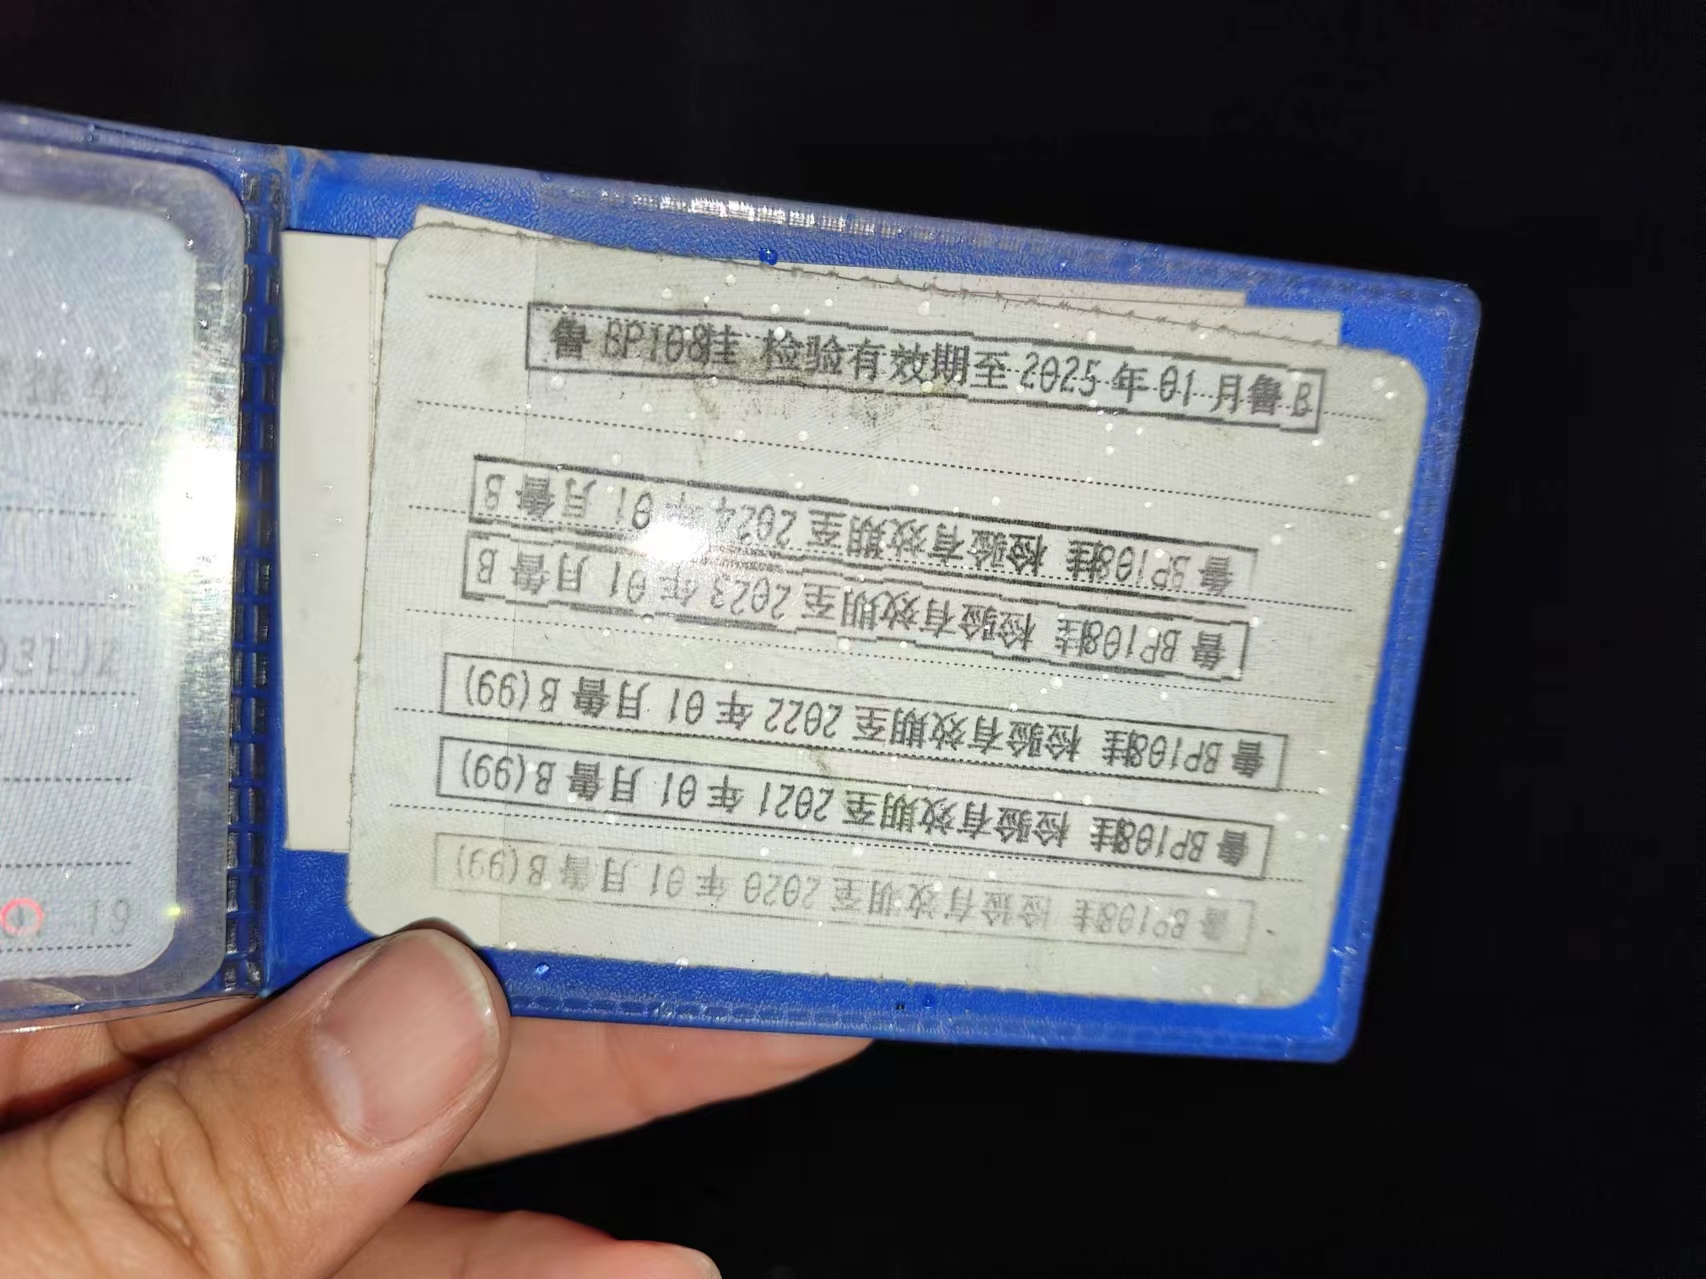 鲁BP108挂 检验有效期至2025年01月鲁B
鲁BP108挂 检验有效期至2024年01月鲁B
鲁BP108挂 检验有效期至2023年01月鲁B
鲁BP108挂 检验有效期至2022年01月鲁B(99)
鲁BP108挂 检验有效期至2021年01月鲁B(99)
鲁BP108挂 检验有效期至2020年01月鲁B(99)